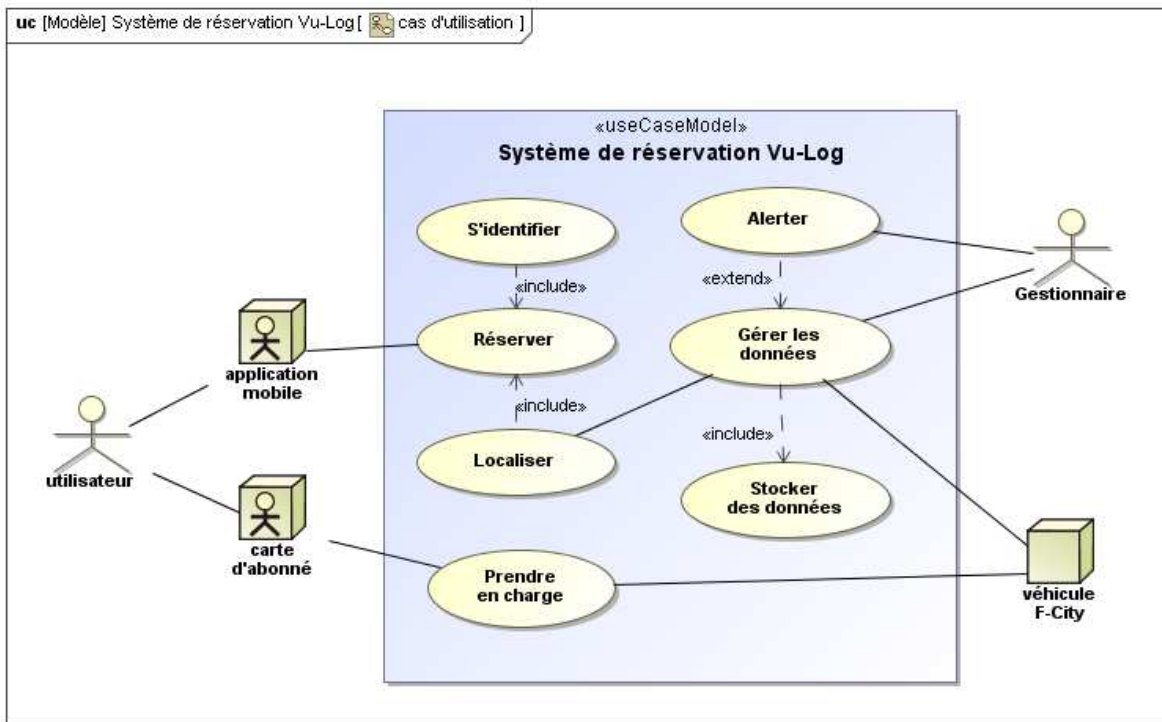 uc [Modèle] Système de réservation Vu-Log [ cas d'utilisation ]
«useCaseModel»
Système de réservation Vu-Log
S'identifier
Alerter
«include»
«extend»
Gestionnaire
Réserver
Gérer les
données
application
mobile
«include»
«include»
utilisateur
Localiser
Stocker
des données
carte
d'abonné
Prendre
en charge
véhicule
F-City